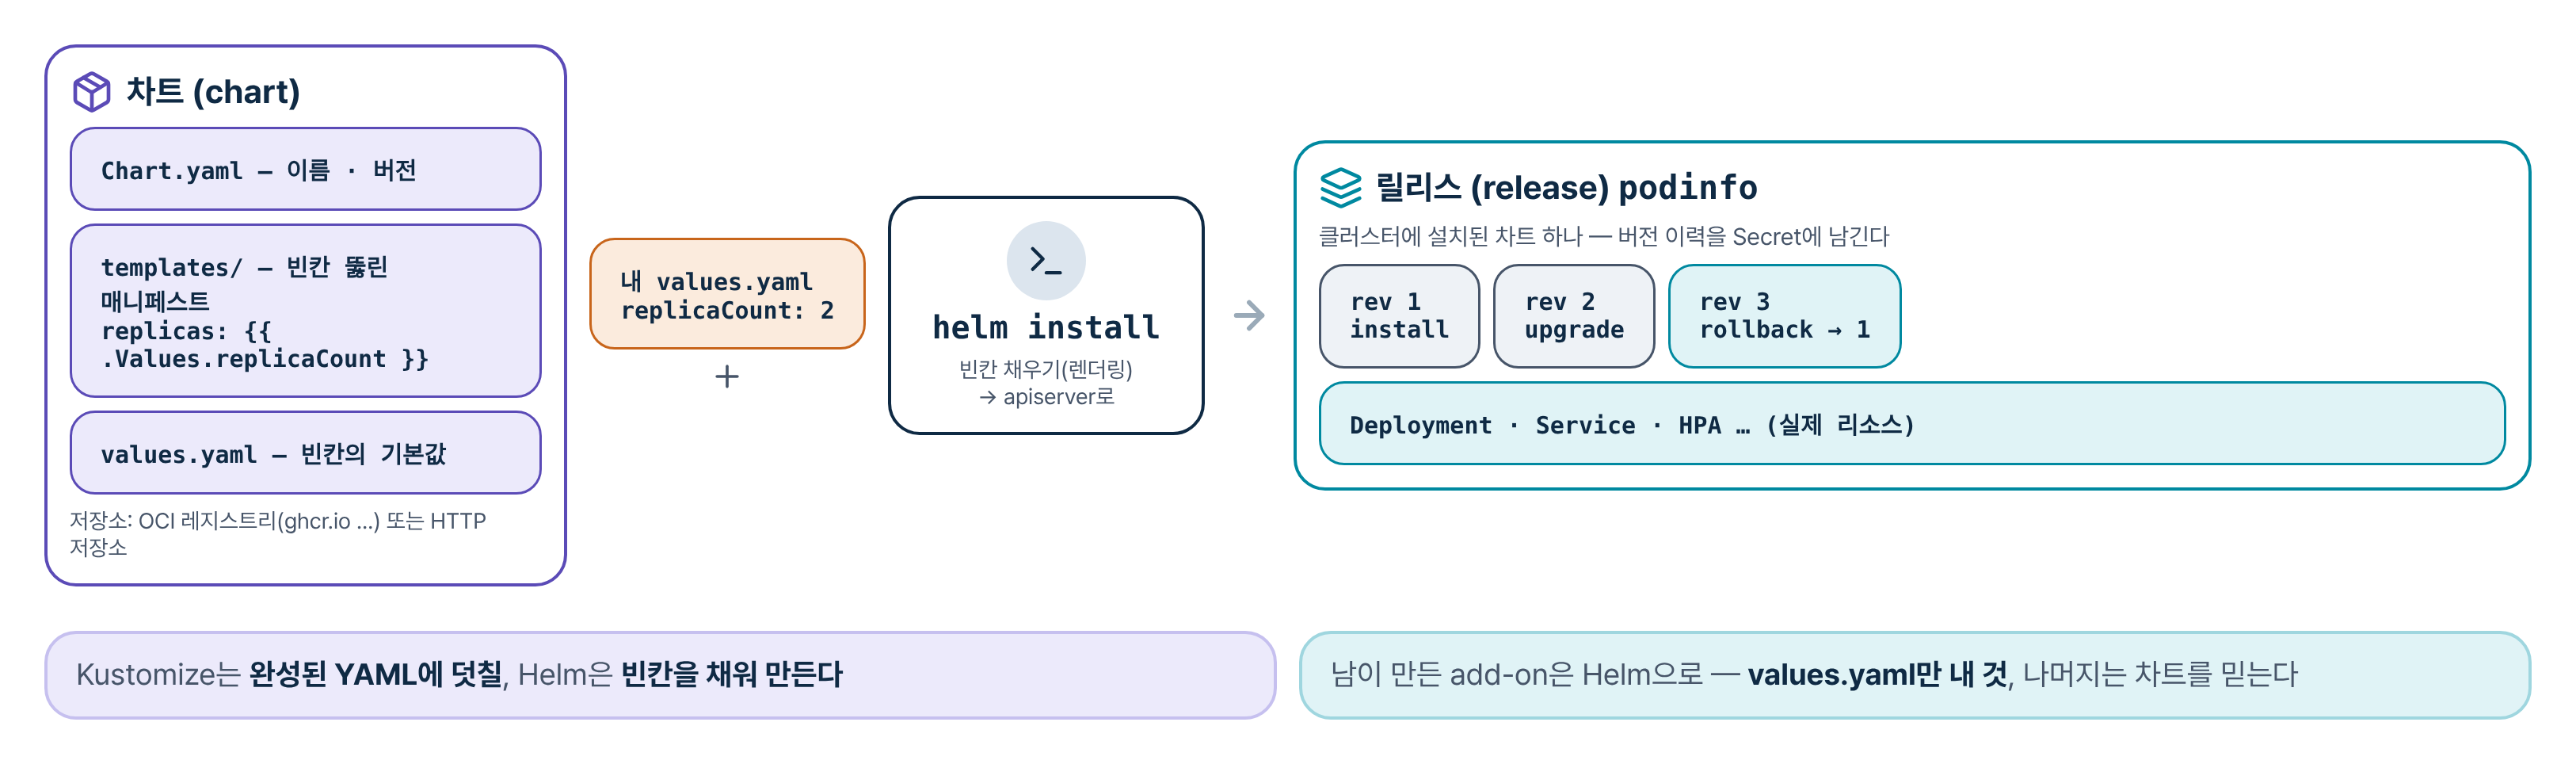 차트 (chart)
Chart.yaml — 이름 · 버전
templates/ — 빈칸 뚫린
매니페스트
replicas: {{
.Values.replicaCount }}
values.yaml — 빈칸의 기본값
저장소: OCI 레지스트리(ghcr.io ...) 또는 HTTP
저장소
내 values.yaml
replicaCount: 2
+
helm install
빈칸 채우기(렌더링)
→ apiserver로
릴리스 (release) podinfo
클러스터에 설치된 차트 하나 — 버전 이력을 Secret에 남긴다
rev 1
install
rev 2
upgrade
rev 3
rollback → 1
Deployment · Service · HPA … (실제 리소스)
Kustomize는 완성된 YAML에 덧칠, Helm은 빈칸을 채워 만든다
남이 만든 add-on은 Helm으로 — values.yaml만 내 것, 나머지는 차트를 믿는다